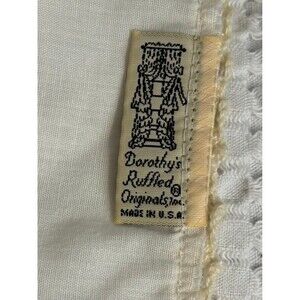 Dorothy's
Ruffled
Originals, Inc.®
MADE IN U.S.A.